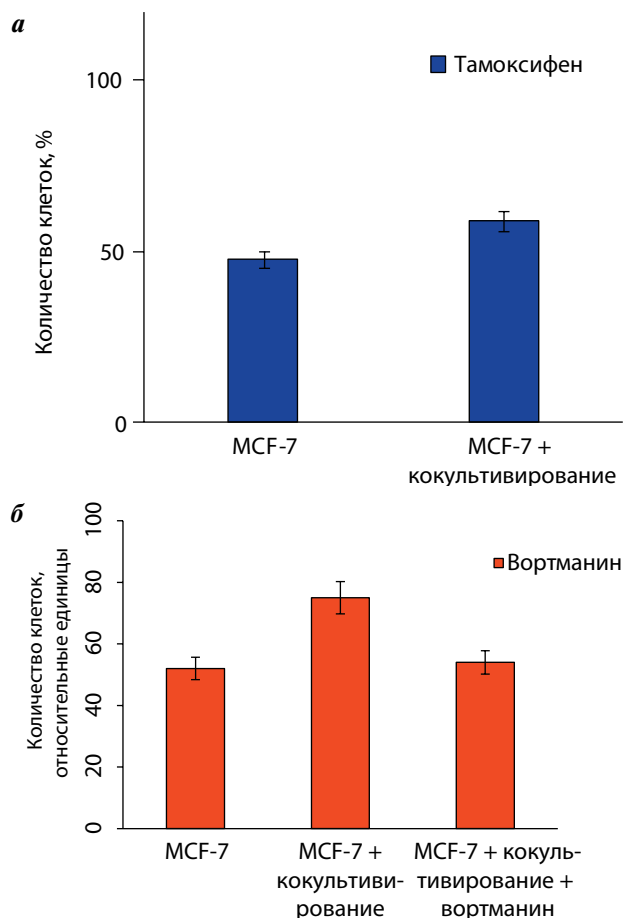 а
Тамоксифен
100
50
0
Количество клеток, %
MCF-7
MCF-7 +
кокультивирование
б
Вортманин
100
80
60
40
20
0
Количество клеток,
относительные единицы
MCF-7
MCF-7 +
кокультиви-
рование
MCF-7 + кокуль-
тивирование +
вортманин